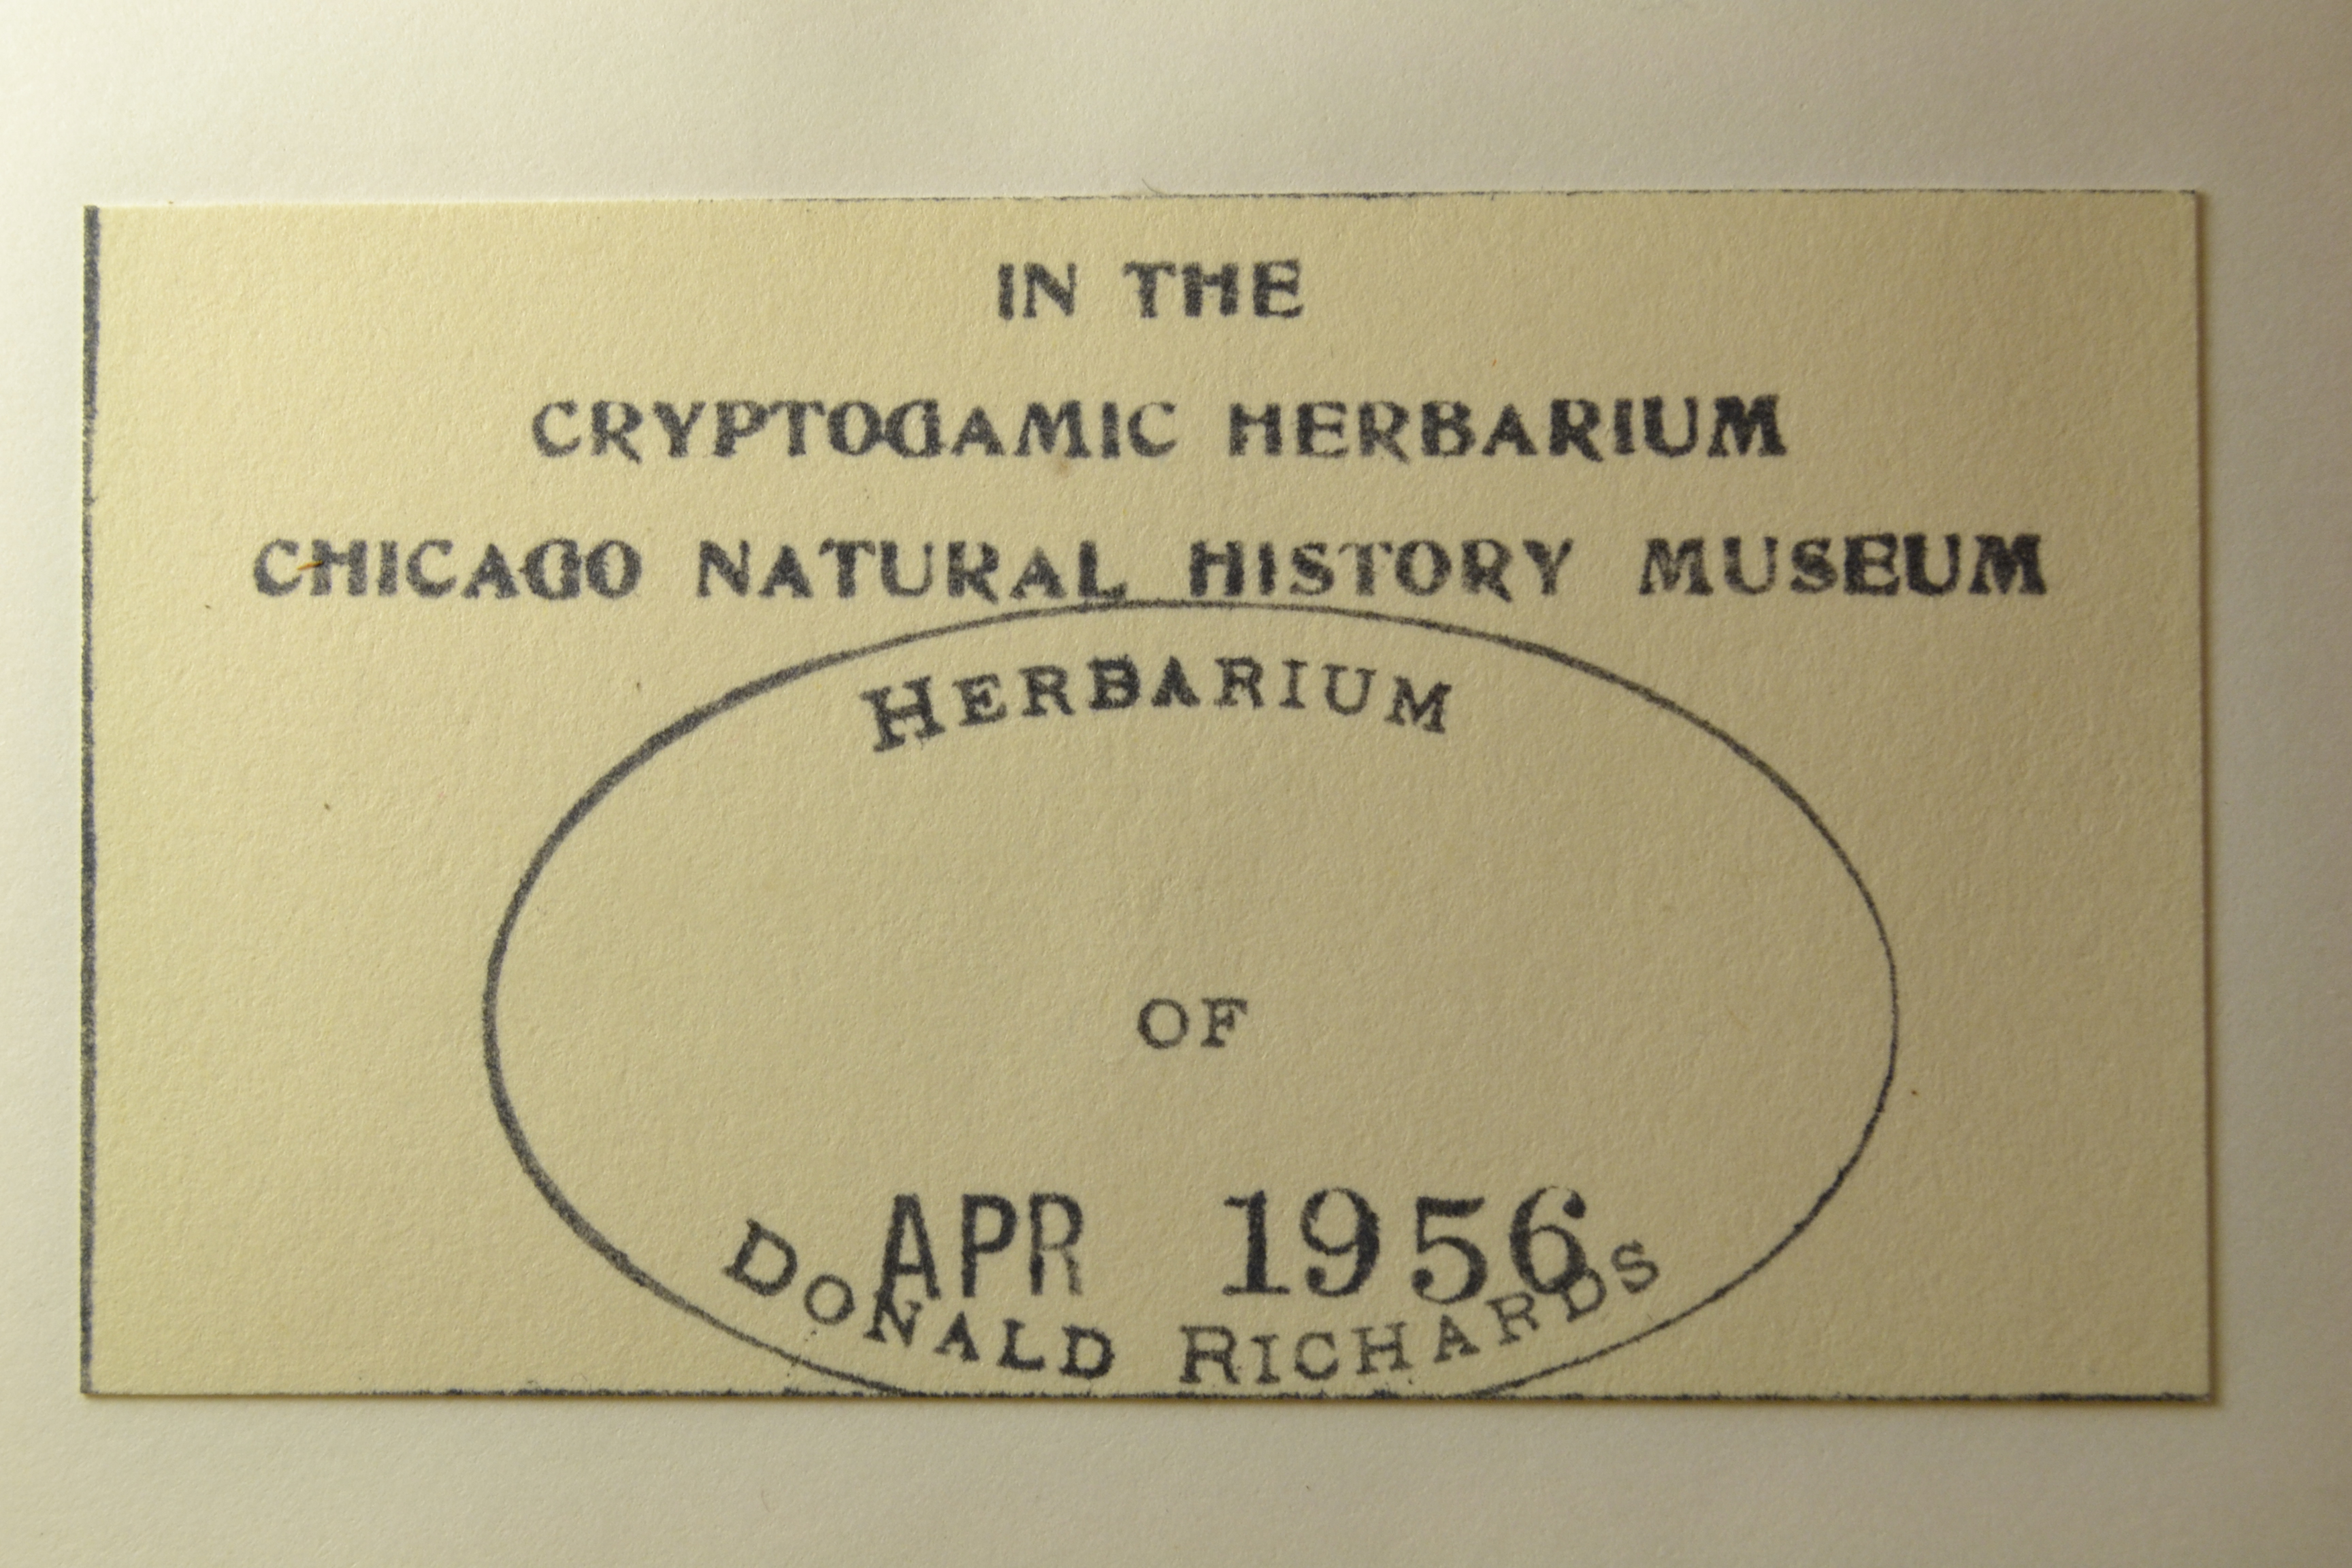 IN THE
CRYPTOGAMIC HERBARIUM
CHICAGO NATURAL HISTORY MUSEUM
HERBARIUM
OF
APR 1956
DONALD RICHARDS